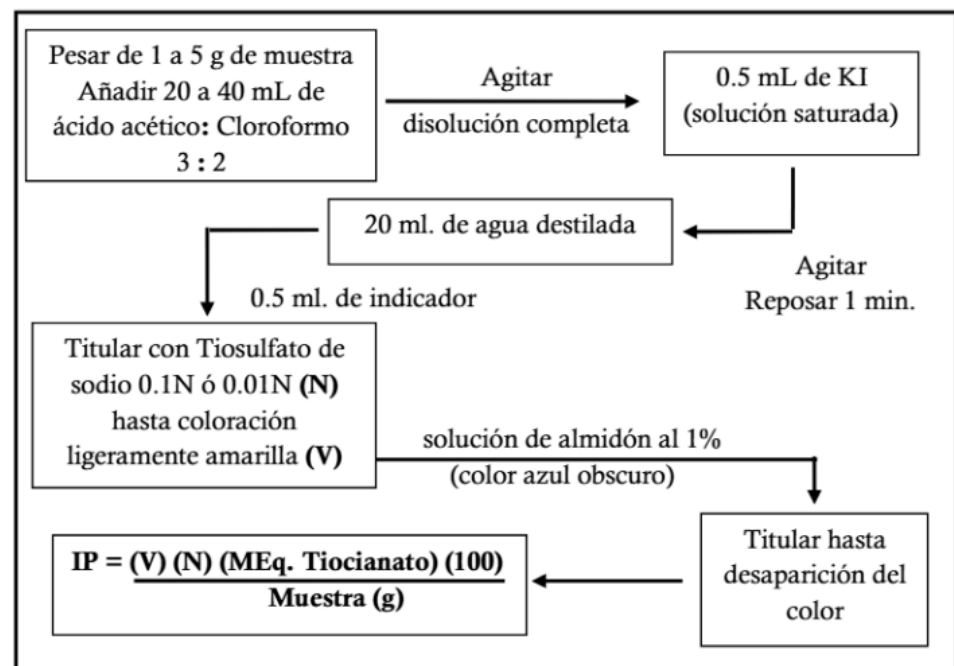 Pesar de 1 a 5 g de muestra
Añadir 20 a 40 mL de
ácido acético: Cloroformo
3 : 2
Agitar
disolución completa
0.5 mL de KI
(solución saturada)
Agitar
Reposar 1 min.
20 ml. de agua destilada
0.5 ml. de indicador
Titular con Tiosulfato de
sodio 0.1N ó 0.01N (N)
hasta coloración
ligeramente amarilla (V)
solución de almidón al 1%
(color azul obscuro)
Titular hasta
desaparición del
color
IP = (V) (N) (MEq. Tiocianato) (100)
Muestra (g)